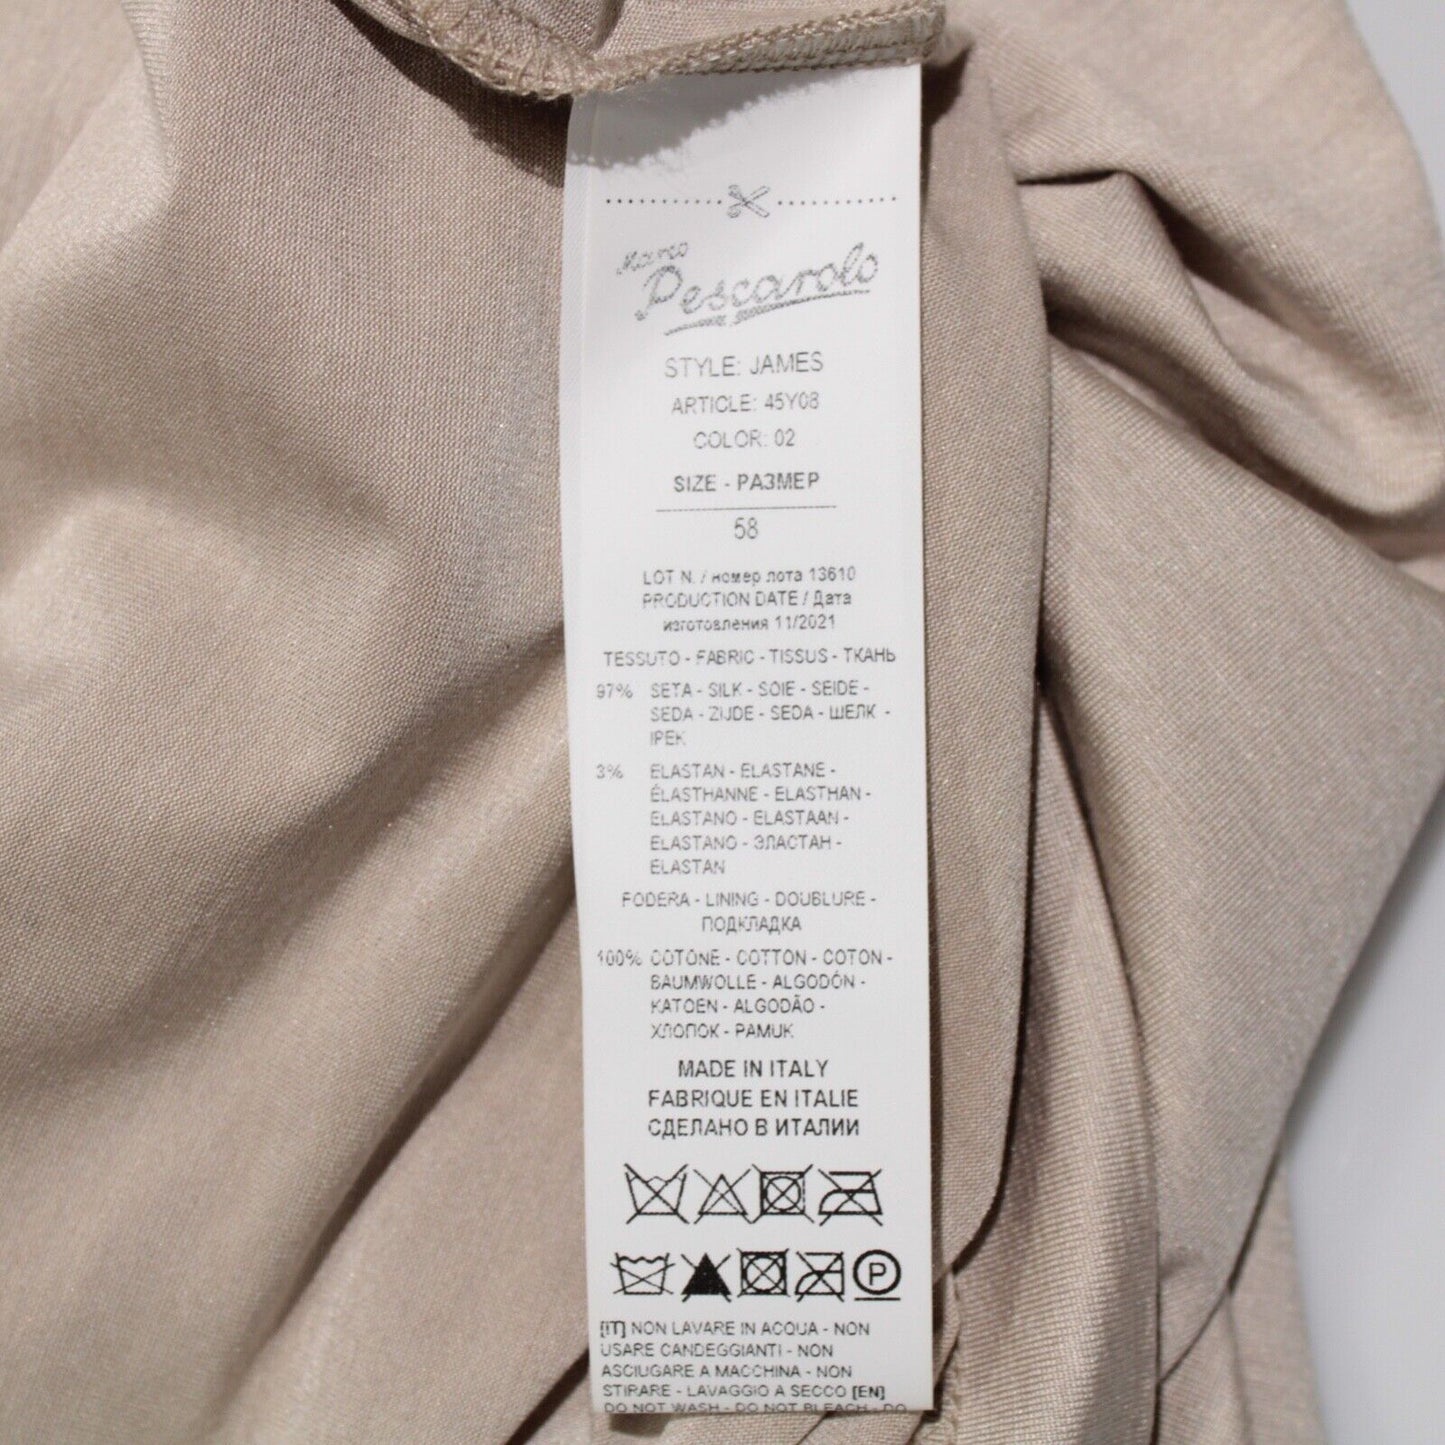 Marco
Pescarolo
STYLE: JAMES
ARTICLE: 45Y08
COLOR: 02
SIZE - РАЗМЕР
58
LOT N. / номер лота 13610
PRODUCTION DATE / Дата
изготовления 11/2021
TESSUTO - FABRIC - TISSUS - ТКАНЬ
97% SETA - SILK - SOIE - SEIDE -
SEDA - ZIJDE - SEDA - ШЕЛК -
IPEK
3% ELASTAN - ELASTANE -
ÉLASTHANNE - ELASTHAN -
ELASTANO - ELASTAAN -
ELASTANO - ЭЛАСТАН -
ELASTAN
FODERA - LINING - DOUBLURE -
ПОДКЛАДКА
100% COTONE - COTTON - COTON -
BAUMWOLLE - ALGODÓN -
KATOEN - ALGODÃO -
ХЛОПОК - PAMUK
MADE IN ITALY
FABRIQUE EN ITALIE
СДЕЛАНО В ИТАЛИИ
P
[IT] NON LAVARE IN ACQUA - NON
USARE CANDEGGIANTI - NON
ASCIUGARE A MACCHINA - NON
STIRARE - LAVAGGIO A SECCO [EN]
DO NOT WASH - DO NOT BLEACH - DO